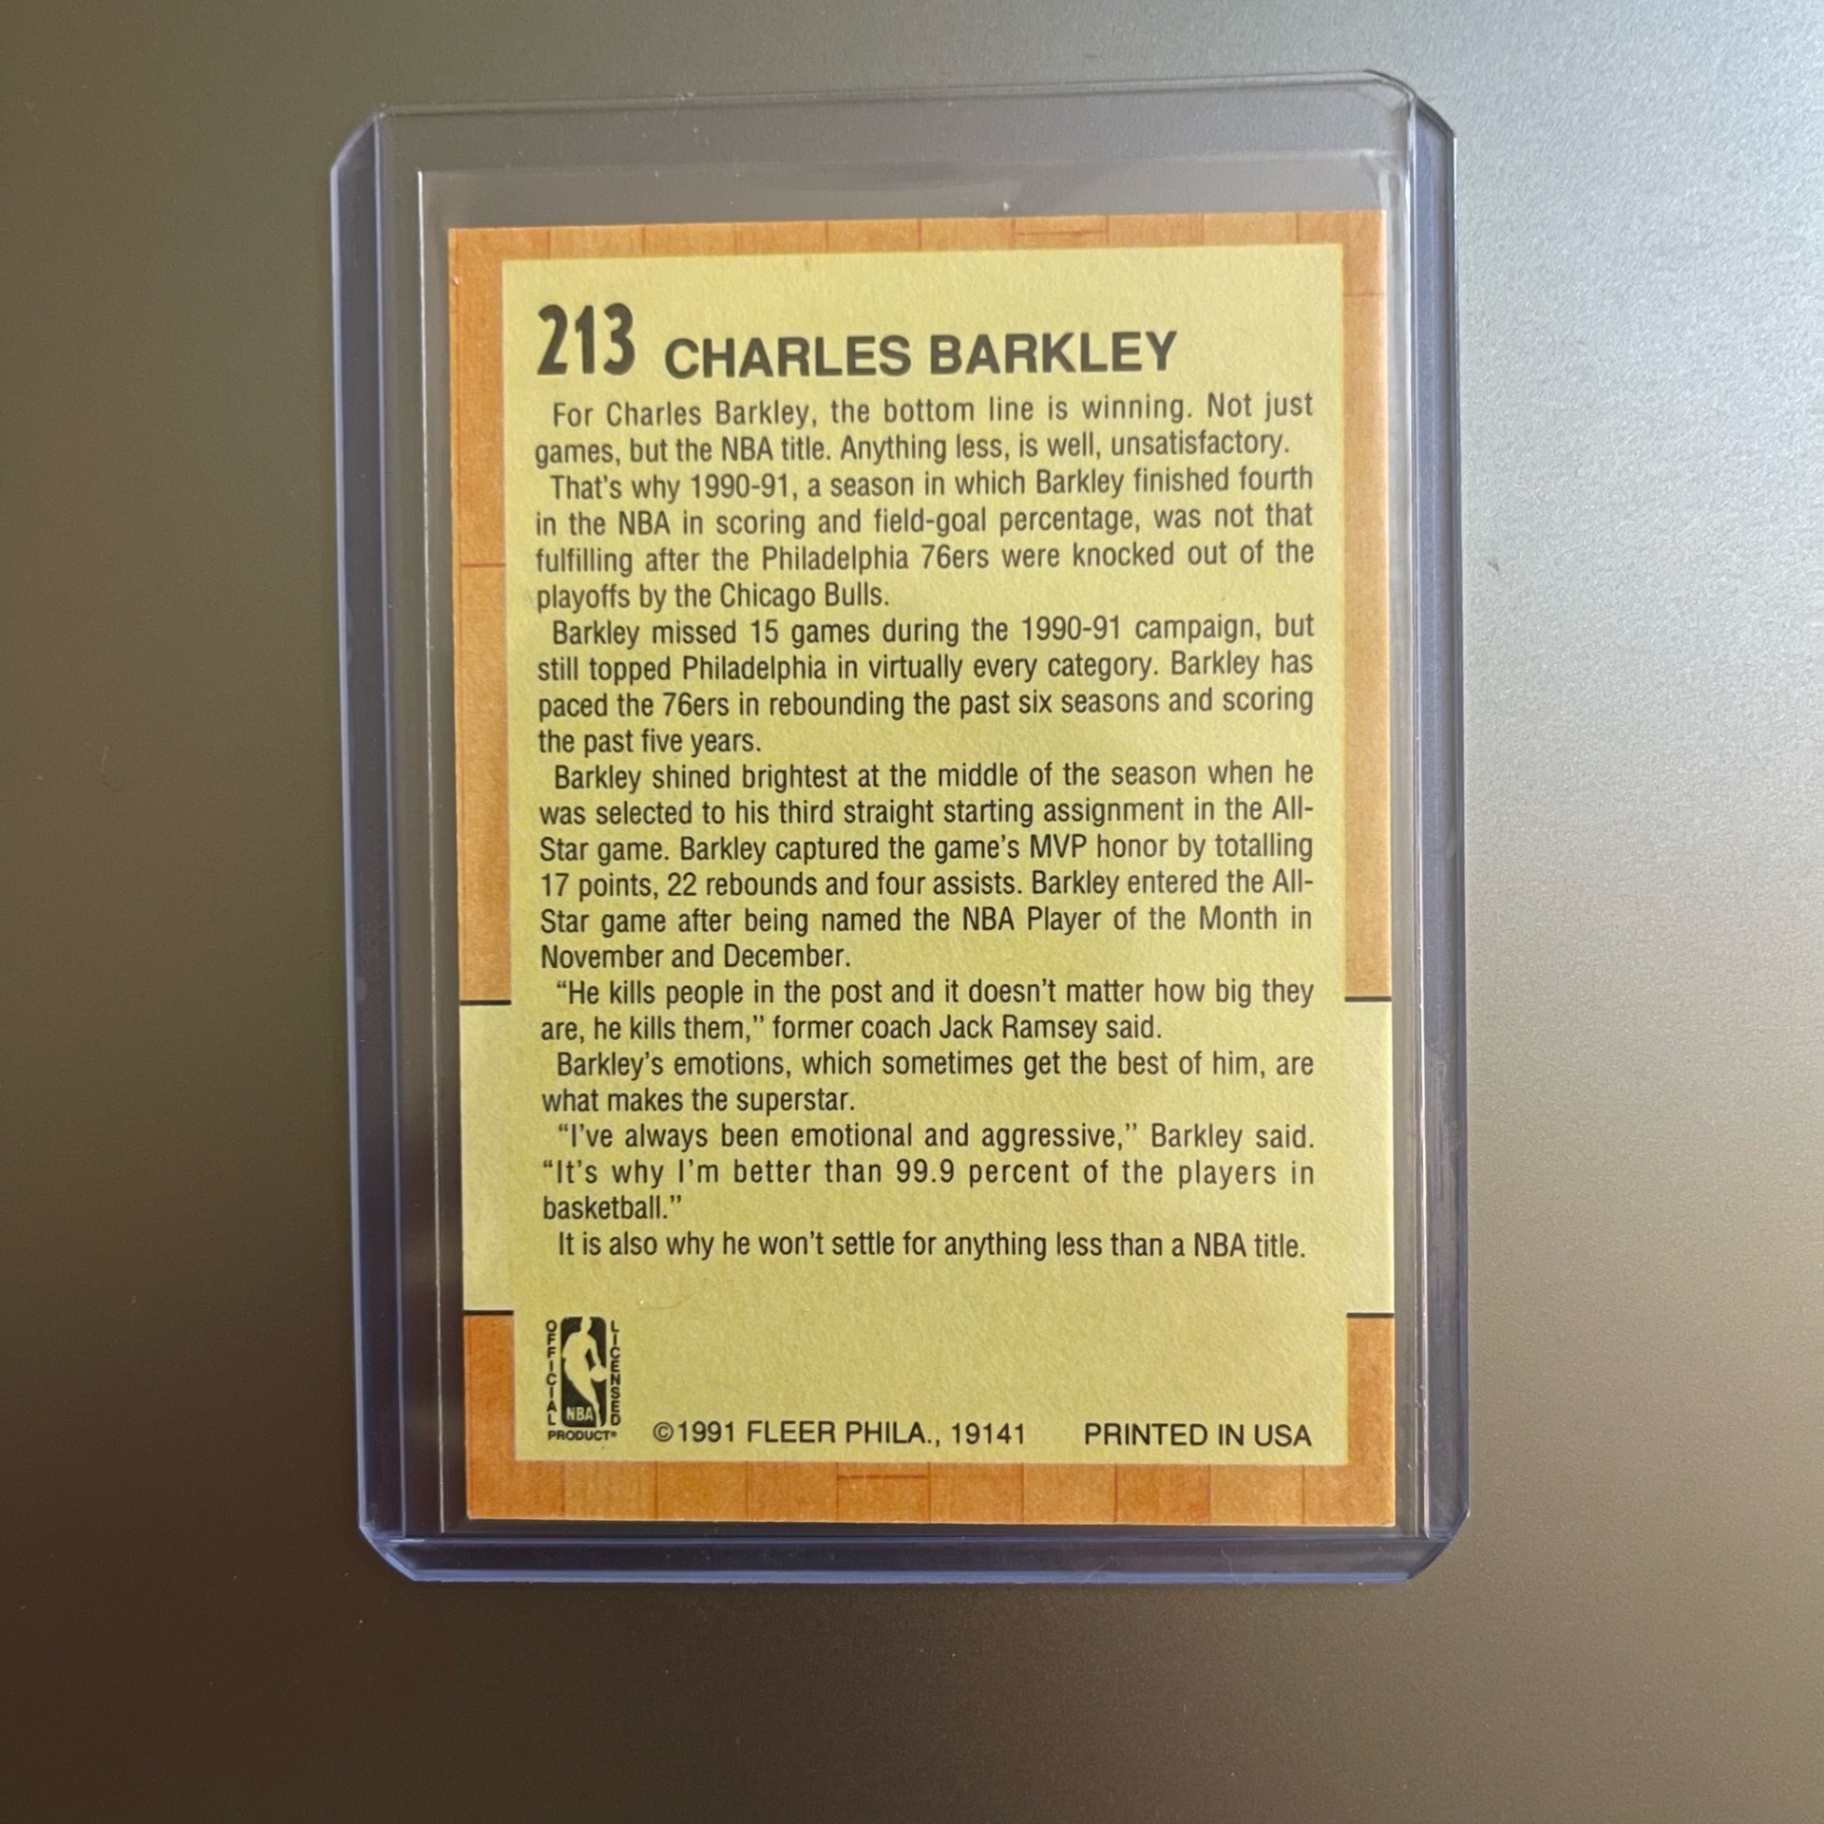 213 CHARLES BARKLEY
For Charles Barkley, the bottom line is winning. Not just
games, but the NBA title. Anything less, is well, unsatisfactory.
That's why 1990-91, a season in which Barkley finished fourth
in the NBA in scoring and field-goal percentage, was not that
fulfilling after the Philadelphia 76ers were knocked out of the
playoffs by the Chicago Bulls.
Barkley missed 15 games during the 1990-91 campaign, but
still topped Philadelphia in virtually every category. Barkley has
paced the 76ers in rebounding the past six seasons and scoring
the past five years.
Barkley shined brightest at the middle of the season when he
was selected to his third straight starting assignment in the All-
Star game. Barkley captured the game's MVP honor by totalling
17 points, 22 rebounds and four assists. Barkley entered the All-
Star game after being named the NBA Player of the Month in
November and December.
“He kills people in the post and it doesn't matter how big they
are, he kills them,” former coach Jack Ramsey said.
Barkley's emotions, which sometimes get the best of him, are
what makes the superstar.
“I've always been emotional and aggressive,” Barkley said.
“It's why I'm better than 99.9 percent of the players in
basketball.”
It is also why he won't settle for anything less than a NBA title.
OFFICIAL LICENSED
NBA
PRODUCT®
©1991 FLEER PHILA., 19141 PRINTED IN USA